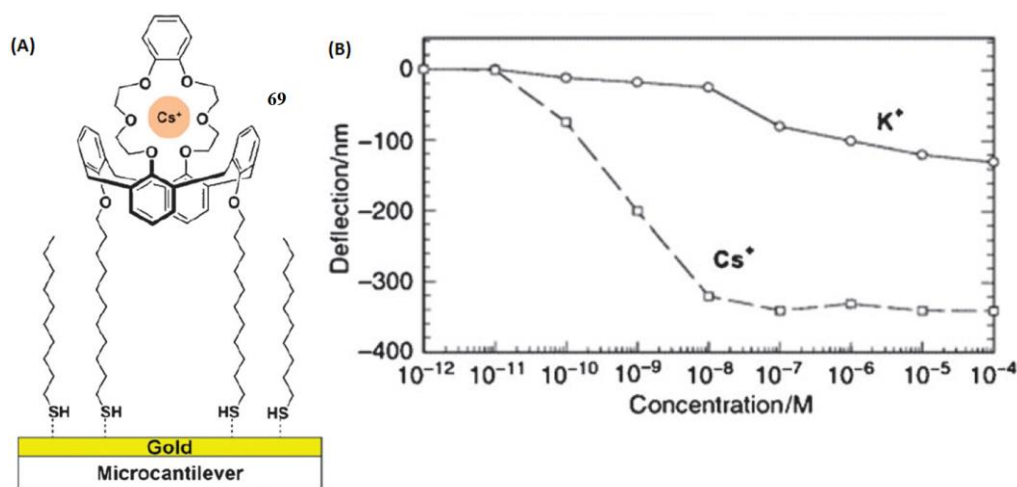 (A)
O
O
O
Cs⁺
O
69
O
O
O
O
SH
SH
HS
HS
Gold
Microcantilever
(B)
0
-100
-200
-300
-400
Deflection/nm
K⁺
Cs⁺
10⁻¹² 10⁻¹¹ 10⁻¹⁰ 10⁻⁹ 10⁻⁸ 10⁻⁷ 10⁻⁶ 10⁻⁵ 10⁻⁴
Concentration/M